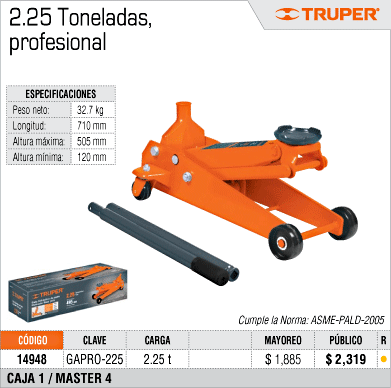 2.25 Toneladas,
profesional
TRUPER®
ESPECIFICACIONES
Peso neto: 32.7 kg
Longitud: 710 mm
Altura máxima: 505 mm
Altura mínima: 120 mm
TRUPER
2.25
Cumple la Norma: ASME-PALD-2005
CÓDIGO CLAVE CARGA MAYOREO PÚBLICO R
14948 GAPRO-225 2.25 t $ 1,885 $ 2,319
CAJA 1 / MASTER 4